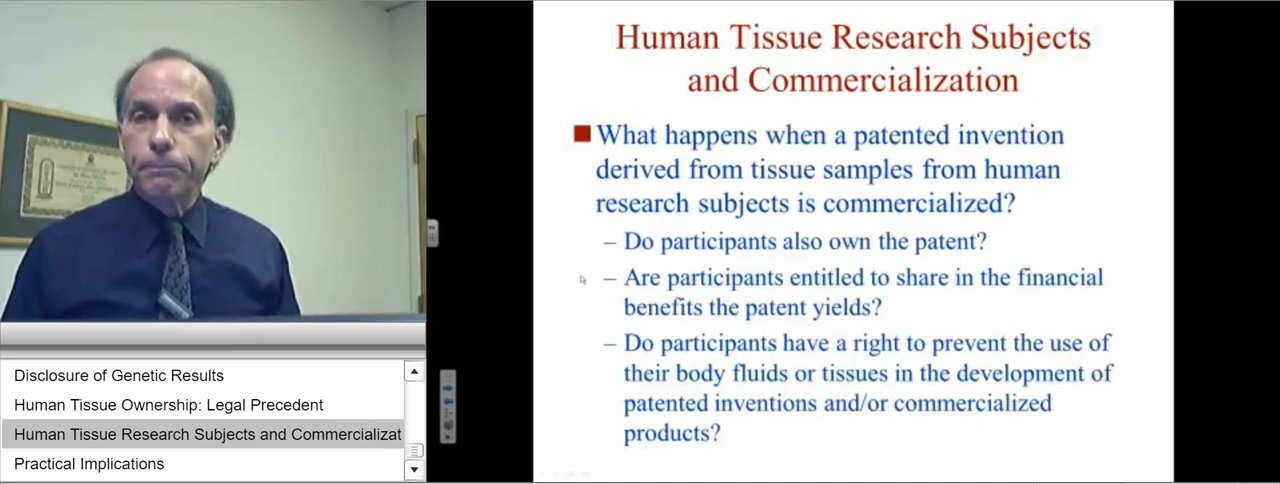 Human Tissue Research Subjects
and Commercialization
What happens when a patented invention
derived from tissue samples from human
research subjects is commercialized?
– Do participants also own the patent?
– Are participants entitled to share in the financial
benefits the patent yields?
– Do participants have a right to prevent the use of
their body fluids or tissues in the development of
patented inventions and/or commercialized
products?
Disclosure of Genetic Results
Human Tissue Ownership: Legal Precedent
Human Tissue Research Subjects and Commercializat
Practical Implications